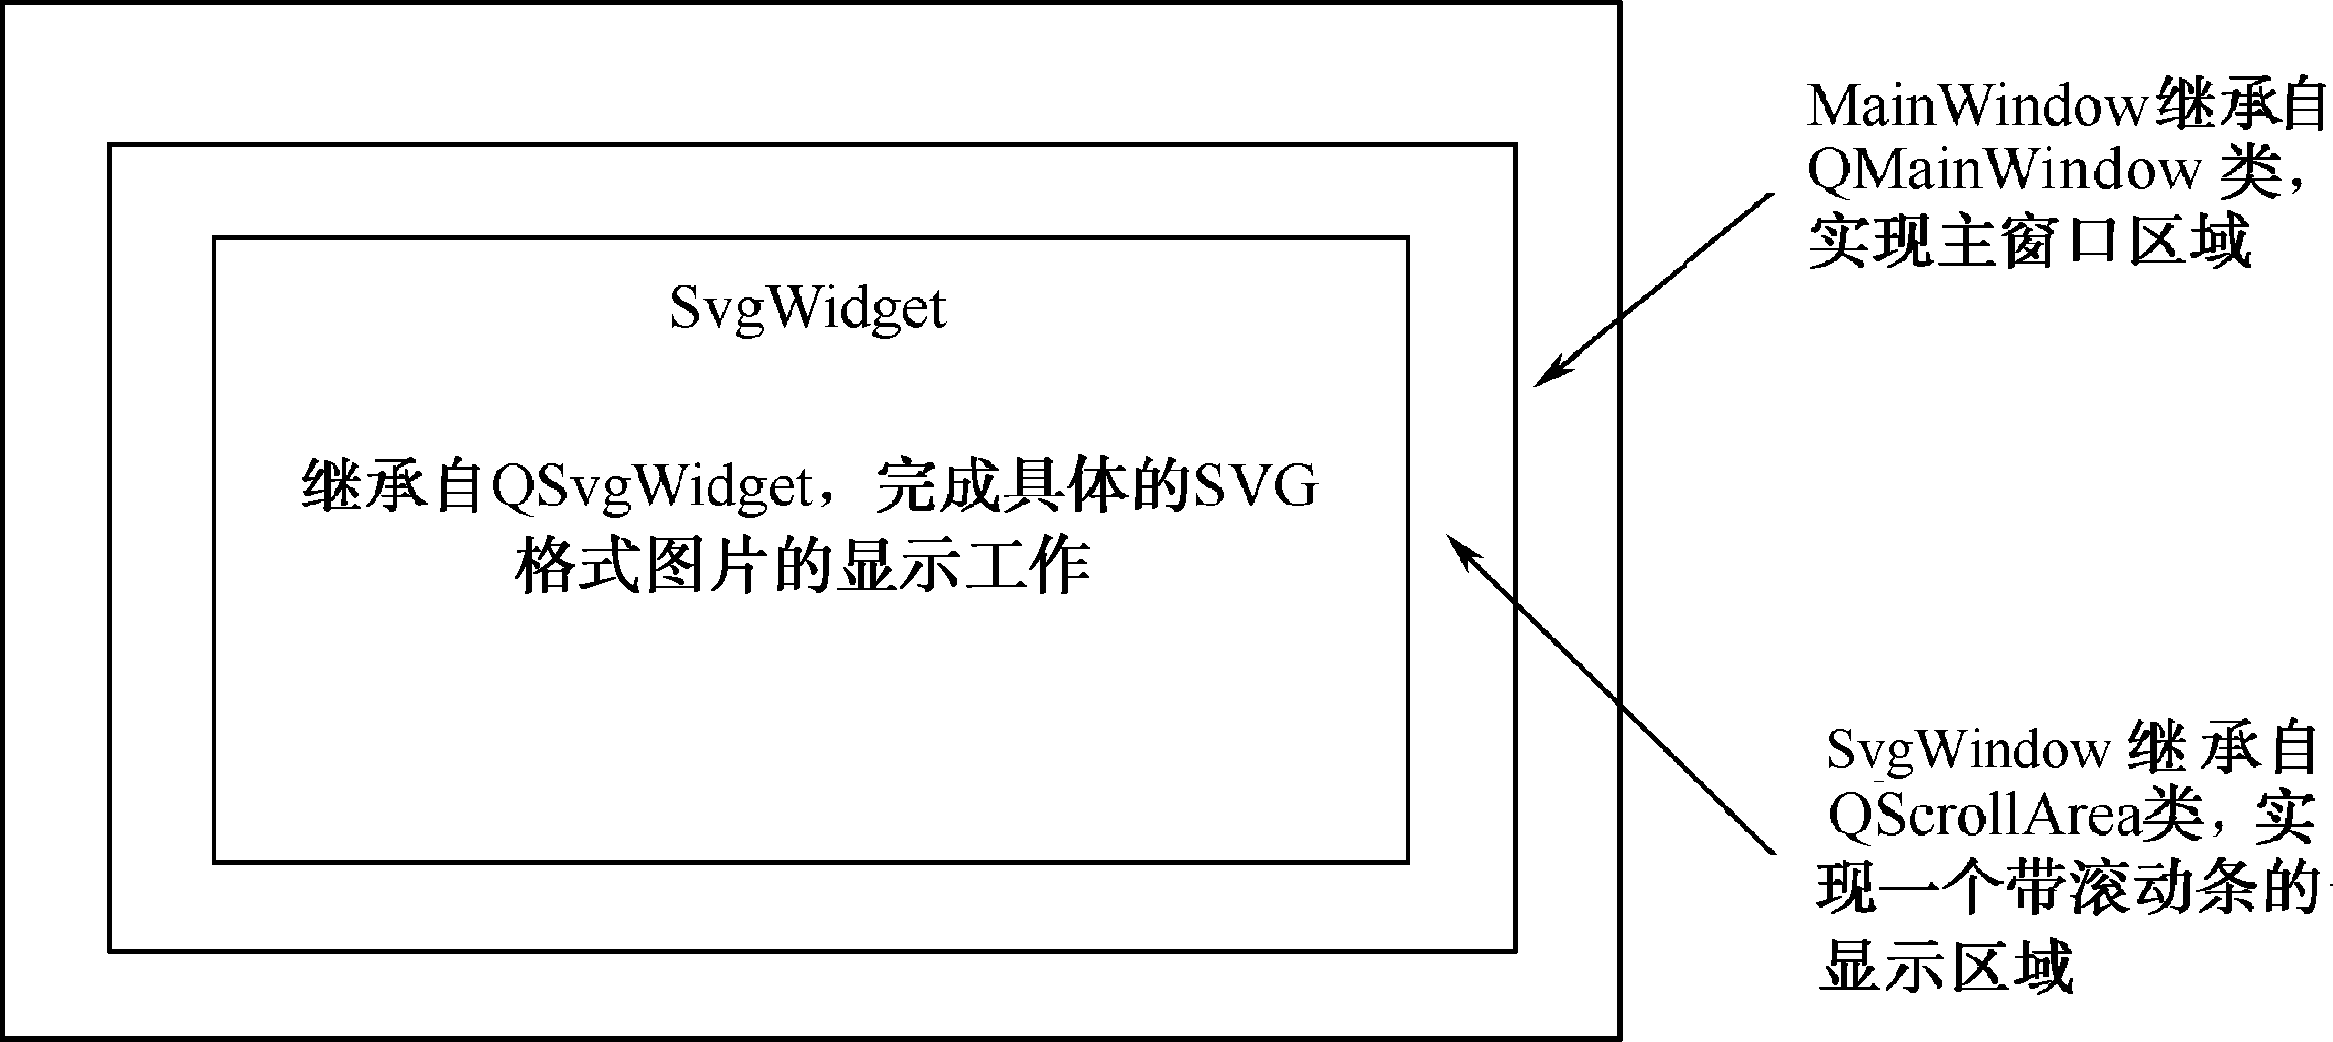 SvgWidget
继承自QSvgWidget，完成具体的SVG
格式图片的显示工作
MainWindow继承自
QMainWindow 类，
实现主窗口区域
SvgWindow 继承自
QScrollArea类，实
现一个带滚动条的
显示区域